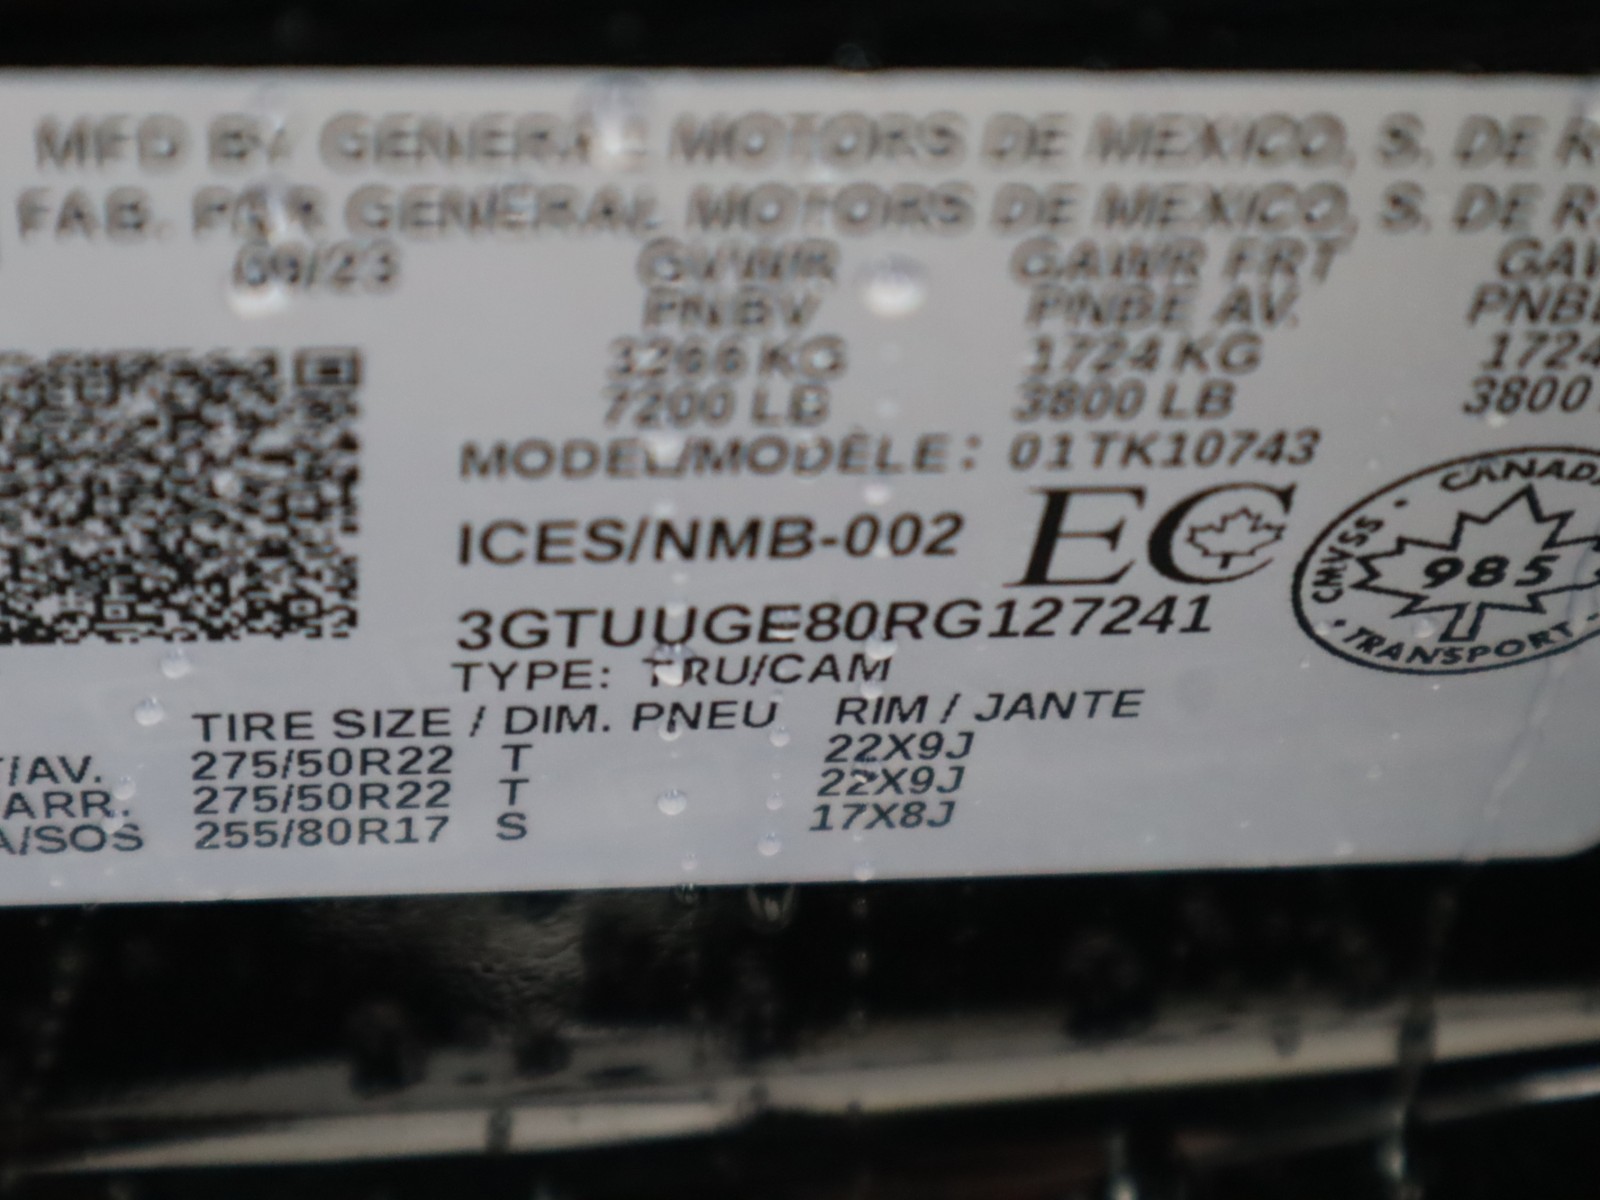 MFD BY GENERAL MOTORS DE MEXICO, S. DE R
FAB. PAR GENERAL MOTORS DE MEXICO, S. DE R
/23 GVWR GAWR FRT GAW
PNBV PNBE AV. PNBE
3266 KG 1724 KG 1724
7200 LB 3800 LB 3800
MODEL/MODÈLE: 01TK10743
ICES/NMB-002 EC
CANADA
CMVSS
985
TRANSPORT
3GTUUGE80RG127241
TYPE: TRU/CAM
TIRE SIZE / DIM. PNEU RIM / JANTE
/AV. 275/50R22 T 22X9J
ARR. 275/50R22 T 22X9J
A/SOS 255/80R17 S 17X8J